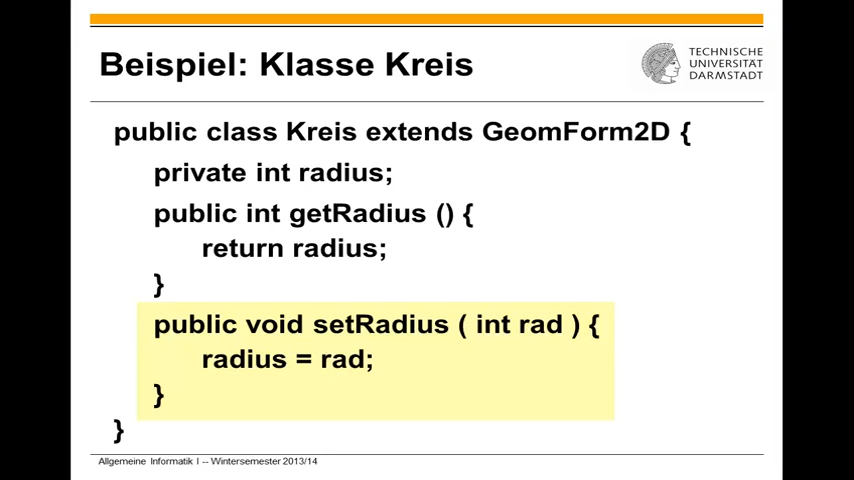 Beispiel: Klasse Kreis
TECHNISCHE
UNIVERSITÄT
DARMSTADT
public class Kreis extends GeomForm2D {
private int radius;
public int getRadius () {
return radius;
}
public void setRadius ( int rad ) {
radius = rad;
}
}
Allgemeine Informatik I -- Wintersemester 2013/14